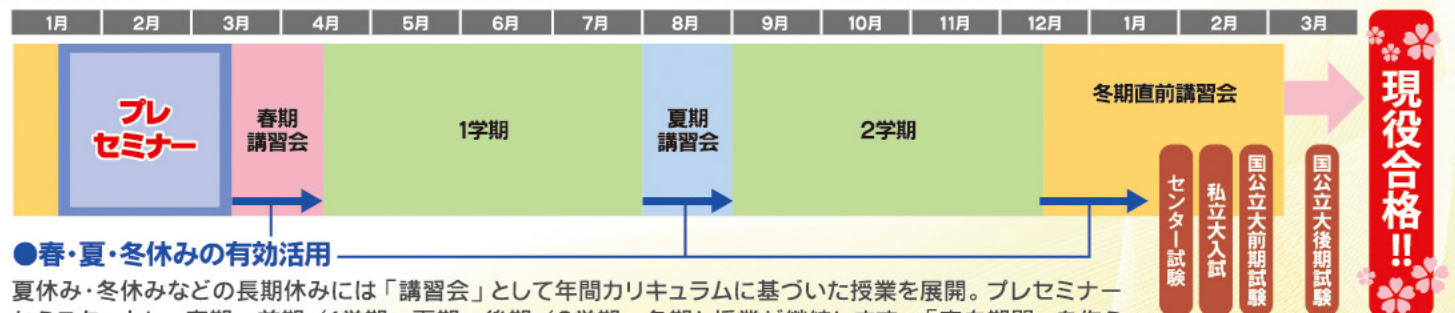 1月 2月 3月 4月 5月 6月 7月 8月 9月 10月 11月 12月 1月 2月 3月
プレ
セミナー
春期
講習会
1学期
夏期
講習会
2学期
冬期直前講習会
センター試験
私立大入試
国公立大前期試験
国公立大後期試験
現役合格!!
●春・夏・冬休みの有効活用
夏休み・冬休みなどの長期休みには「講習会」として年間カリキュラムに基づいた授業を展開。プレセミナー